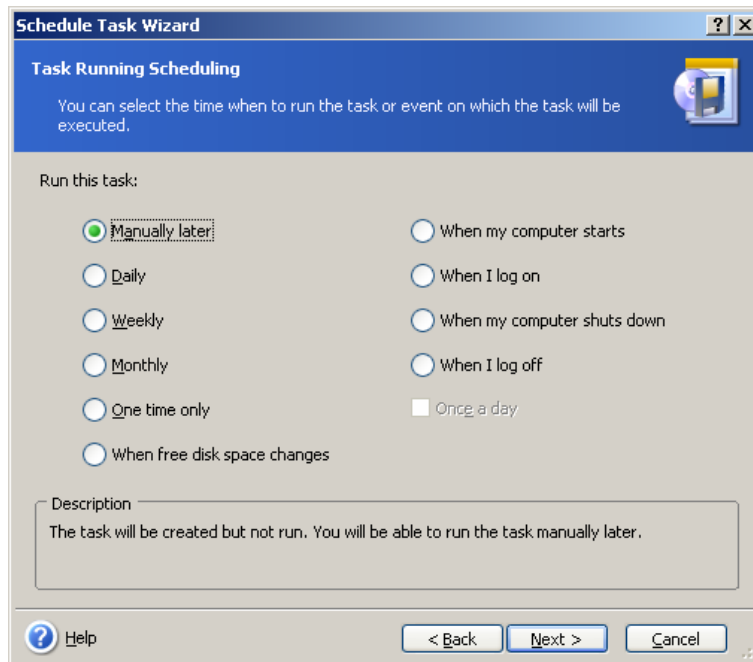 Schedule Task Wizard
Task Running Scheduling
You can select the time when to run the task or event on which the task will be
executed.
Run this task:
Manually later
Daily
Weekly
Monthly
One time only
When free disk space changes
When my computer starts
When I log on
When my computer shuts down
When I log off
Once a day
Description
The task will be created but not run. You will be able to run the task manually later.
Help
< Back
Next >
Cancel